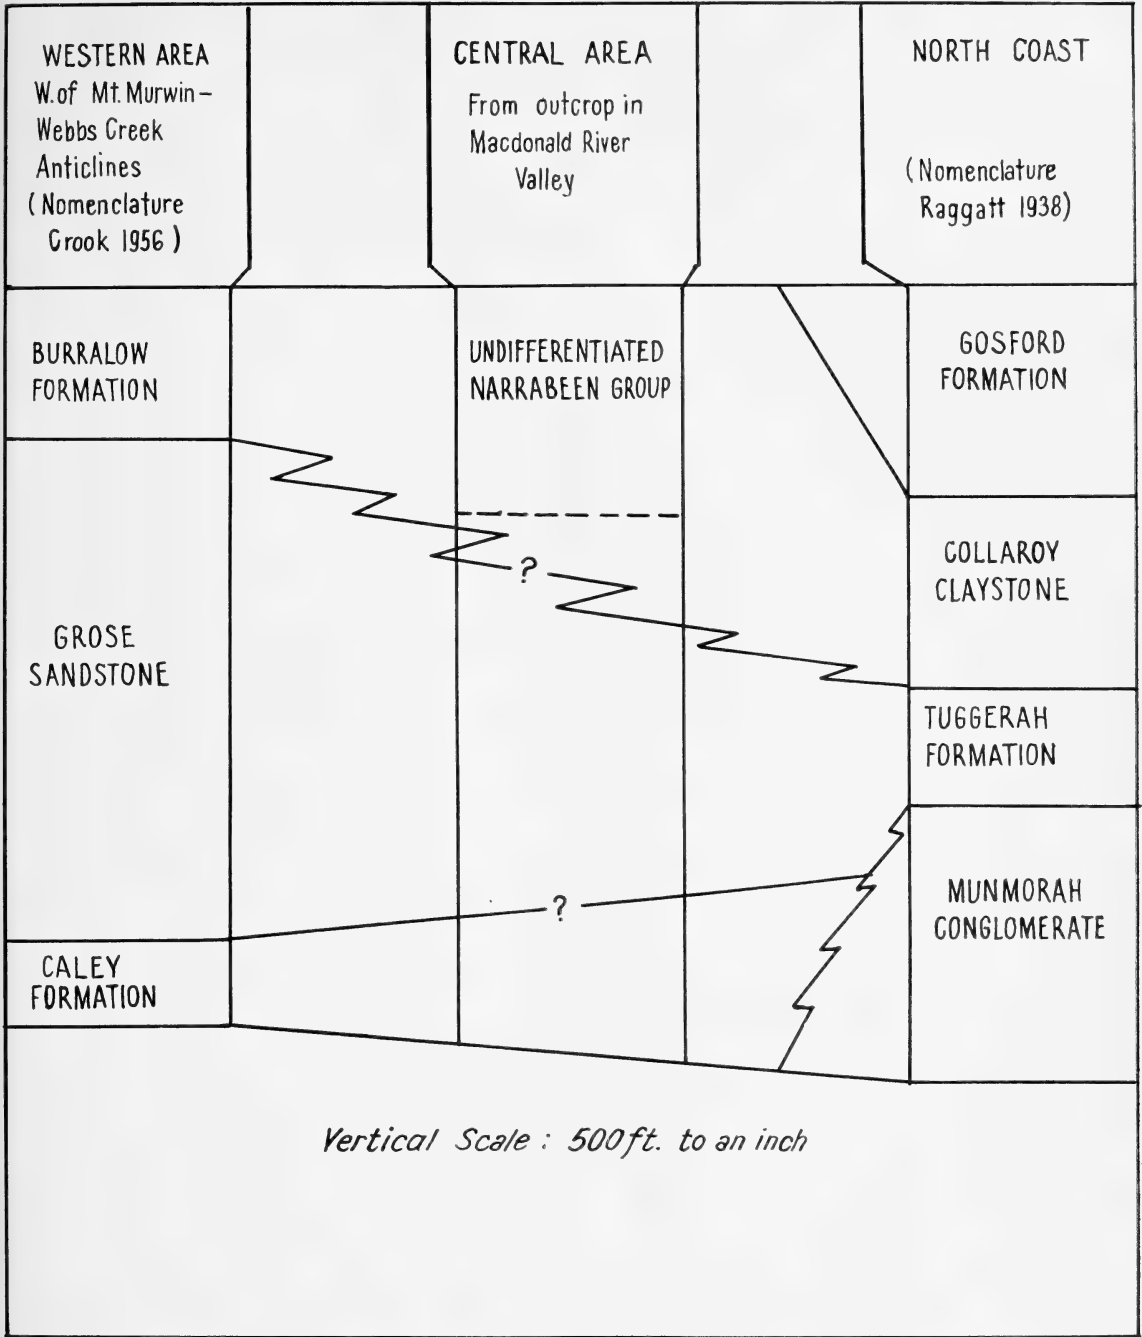 WESTERN AREA
W. of Mt. Murwin–
Webbs Creek
Anticlines
(Nomenclature
Crook 1956)
CENTRAL AREA
From outcrop in
Macdonald River
Valley
NORTH COAST
(Nomenclature
Raggatt 1938)
BURRALOW
FORMATION
GROSE
SANDSTONE
CALEY
FORMATION
UNDIFFERENTIATED
NARRABEEN GROUP
?
?
GOSFORD
FORMATION
COLLAROY
CLAYSTONE
TUGGERAH
FORMATION
MUNMORAH
CONGLOMERATE
Vertical Scale : 500ft. to an inch